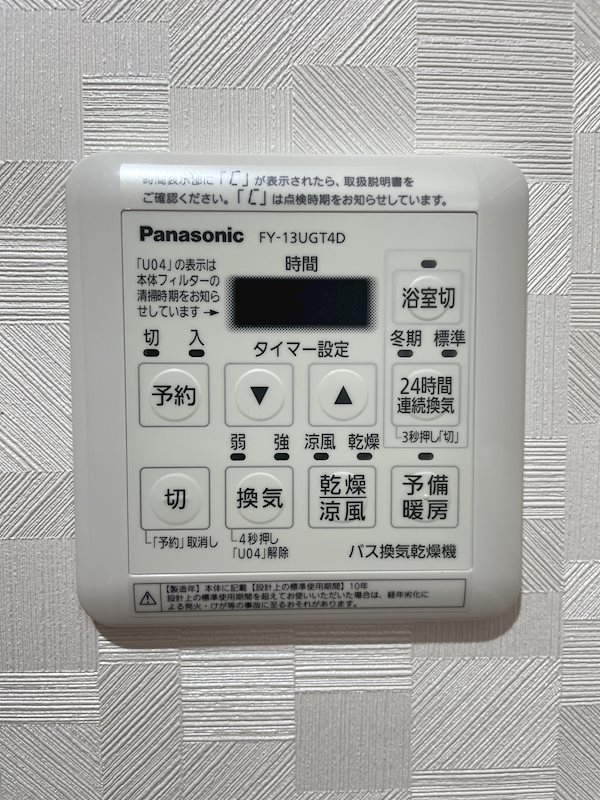 時間表示部に「C」が表示されたら、取扱説明書を
ご確認ください。「C」は点検時期をお知らせしています。
Panasonic FY-13UGT4D
「U04」の表示は
本体フィルターの
清掃時期をお知ら
せしています→
時間
浴室切
切 入
タイマー設定
冬期 標準
予約
▼
▲
24時間
連続換気
3秒押し「切」
弱 強 涼風 乾燥
切
換気
乾燥
涼風
予備
暖房
「予約」取消し
4秒押し
「U04」解除
バス換気乾燥機
【製造年】本体に記載【設計上の標準使用期間】10年
設計上の標準使用期間を超えてお使いいただいた場合は、経年劣化に
よる発火・けが等の事故に至るおそれがあります。